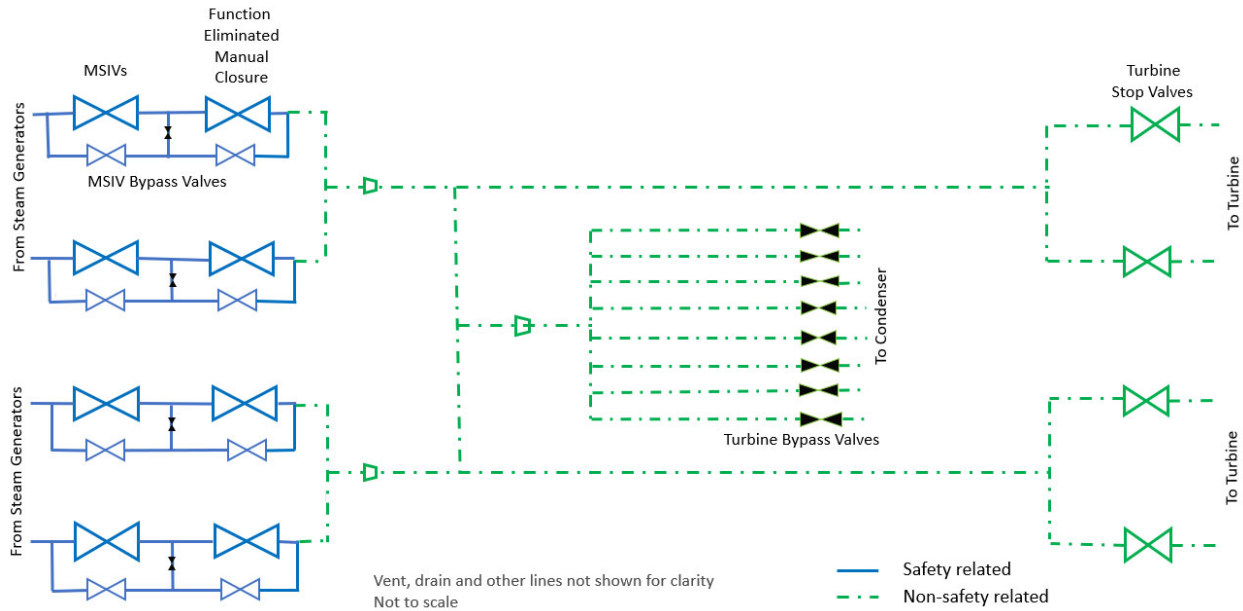 Function
Eliminated
Manual
Closure
MSIVs
Turbine
Stop Valves
From Steam Generators
MSIV Bypass Valves
To Turbine
To Condenser
From Steam Generators
Turbine Bypass Valves
To Turbine
Vent, drain and other lines not shown for clarity
Not to scale
Safety related
Non-safety related